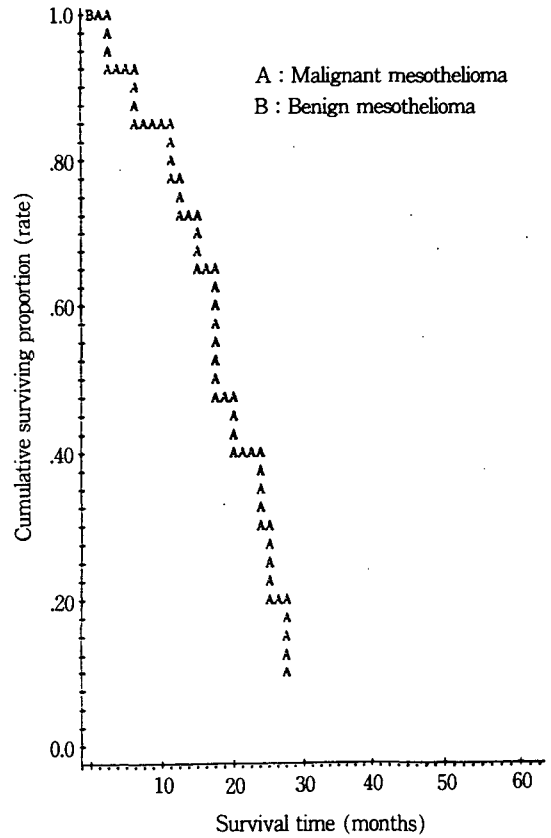 1.0
A : Malignant mesothelioma
B : Benign mesothelioma
.80
.60
.40
.20
0.0
Cumulative surviving proportion (rate)
10 20 30 40 50 60
Survival time (months)